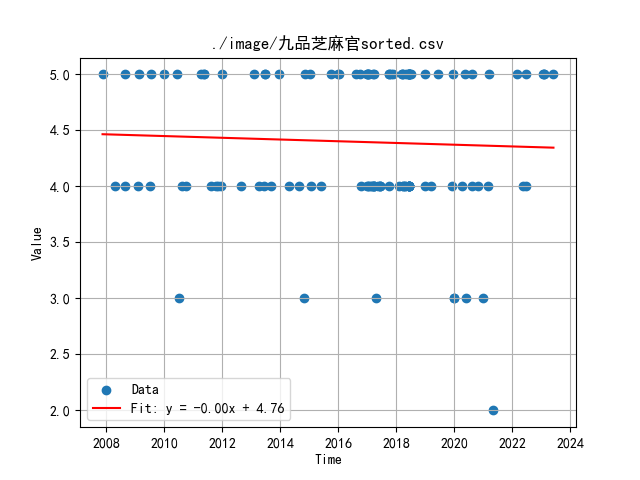 ./image/九品芝麻官sorted.csv
5.0
4.5
4.0
3.5
3.0
2.5
2.0
Value
Data
Fit: y = −0.00x + 4.76
2008 2010 2012 2014 2016 2018 2020 2022 2024
Time